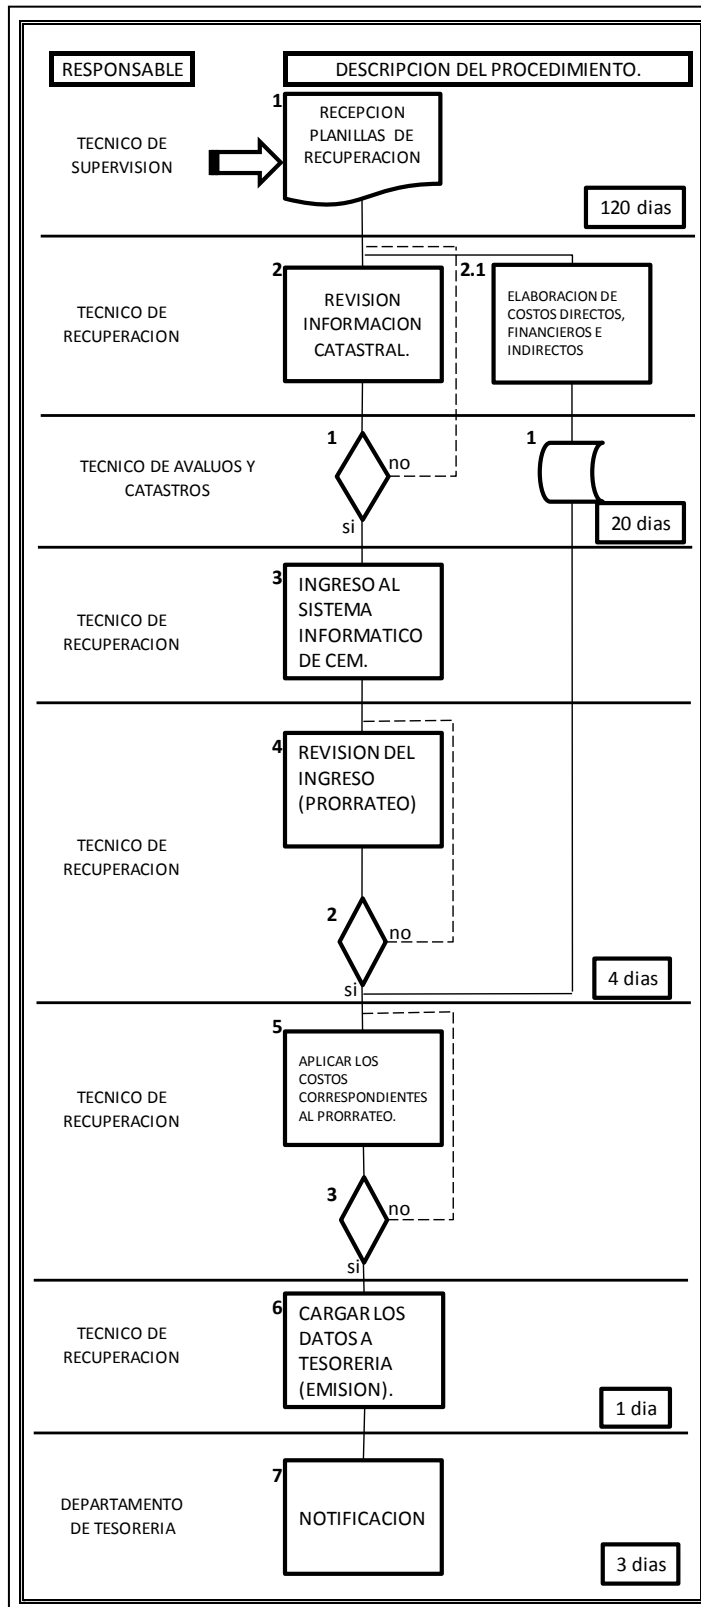 RESPONSABLE
DESCRIPCION DEL PROCEDIMIENTO.
1
RECEPCION
PLANILLAS DE
RECUPERACION
TECNICO DE
SUPERVISION
120 dias
2
REVISION
INFORMACION
CATASTRAL.
2.1
ELABORACION DE
COSTOS DIRECTOS,
FINANCIEROS E
INDIRECTOS
TECNICO DE
RECUPERACION
1
no
si
1
TECNICO DE AVALUOS Y
CATASTROS
20 dias
3
INGRESO AL
SISTEMA
INFORMATICO
DE CEM.
TECNICO DE
RECUPERACION
4
REVISION DEL
INGRESO
(PRORRATEO)
TECNICO DE
RECUPERACION
2
no
si
4 dias
5
APLICAR LOS
COSTOS
CORRESPONDIENTES
AL PRORRATEO.
TECNICO DE
RECUPERACION
3
no
si
6
CARGAR LOS
DATOS A
TESORERIA
(EMISION).
TECNICO DE
RECUPERACION
1 dia
7
NOTIFICACION
DEPARTAMENTO
DE TESORERIA
3 dias